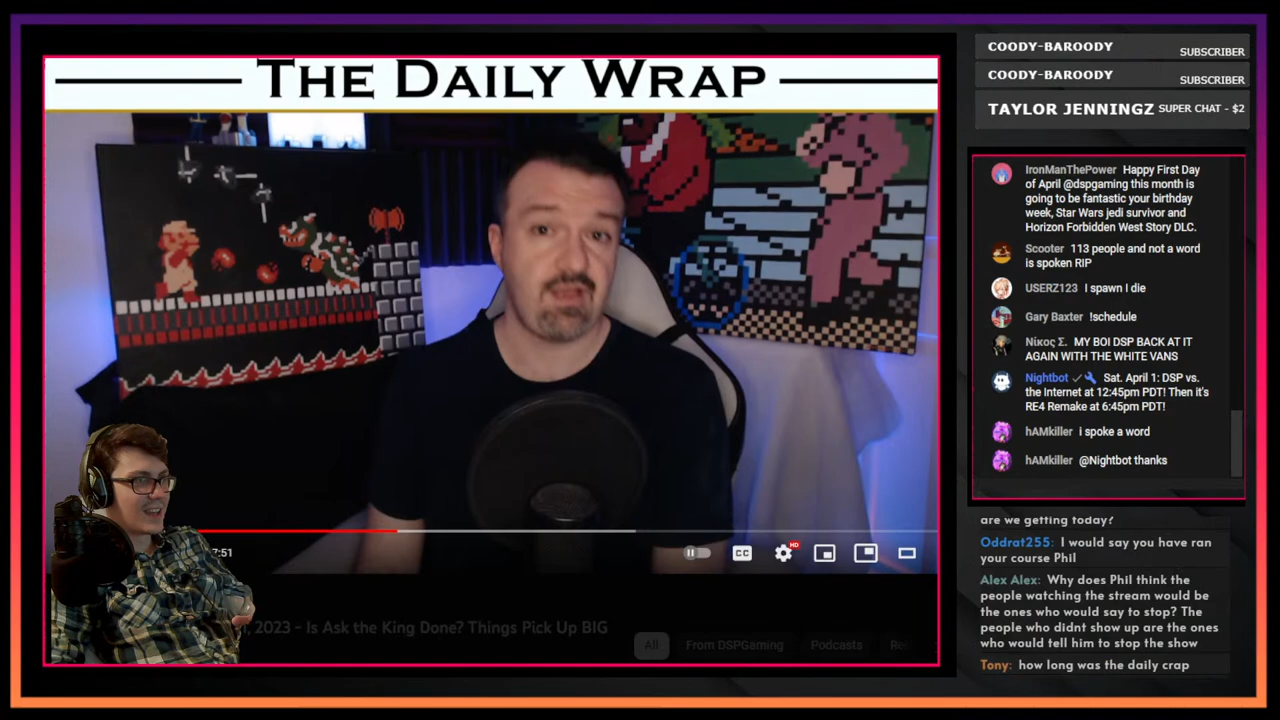 THE DAILY WRAP
7:51
CC
HD
, 2023 - Is Ask the King Done? Things Pick Up BIG
All
From DSPGaming
Podcasts
COODY-BAROODY SUBSCRIBER
COODY-BAROODY SUBSCRIBER
TAYLOR JENNINGZ SUPER CHAT - $2
IronManThePower Happy First Day
of April @dspgaming this month is
going to be fantastic your birthday
week, Star Wars jedi survivor and
Horizon Forbidden West Story DLC.
Scooter 113 people and not a word
is spoken RIP
USERZ123 I spawn I die
Gary Baxter !schedule
Νίκος Σ. MY BOI DSP BACK AT IT
AGAIN WITH THE WHITE VANS
Nightbot Sat. April 1: DSP vs.
the Internet at 12:45pm PDT! Then it's
RE4 Remake at 6:45pm PDT!
hAMkiller i spoke a word
hAMkiller @Nightbot thanks
are we getting today?
Oddrat255: I would say you have ran
your course Phil
Alex Alex: Why does Phil think the
people watching the stream would be
the ones who would say to stop? The
people who didnt show up are the ones
who would tell him to stop the show
Tony: how long was the daily crap